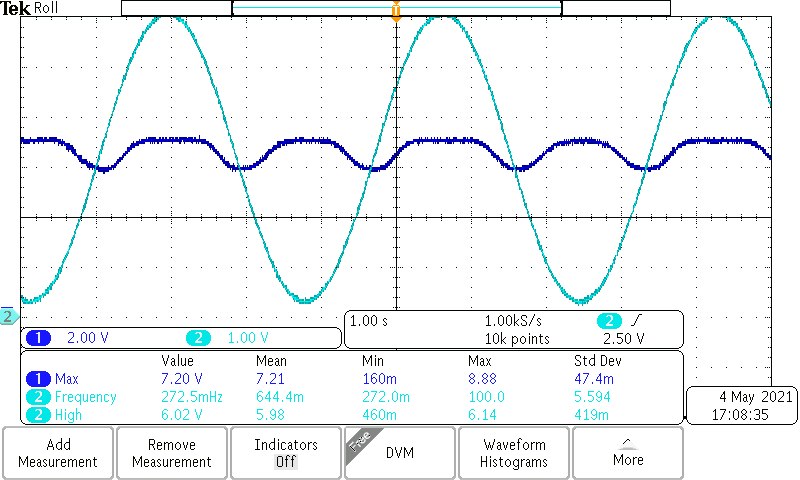 Tek Roll
T
2
1 2.00 V 2 1.00 V
1.00 s 1.00kS/s 2
10k points 2.50 V
Value Mean Min Max Std Dev
1 Max 7.20 V 7.21 160m 8.88 47.4m
2 Frequency 272.5mHz 644.4m 272.0m 100.0 5.594
2 High 6.02 V 5.98 460m 6.14 419m
4 May 2021
17:08:35
Add Measurement
Remove Measurement
Indicators
Off
Free
DVM
Waveform Histograms
More